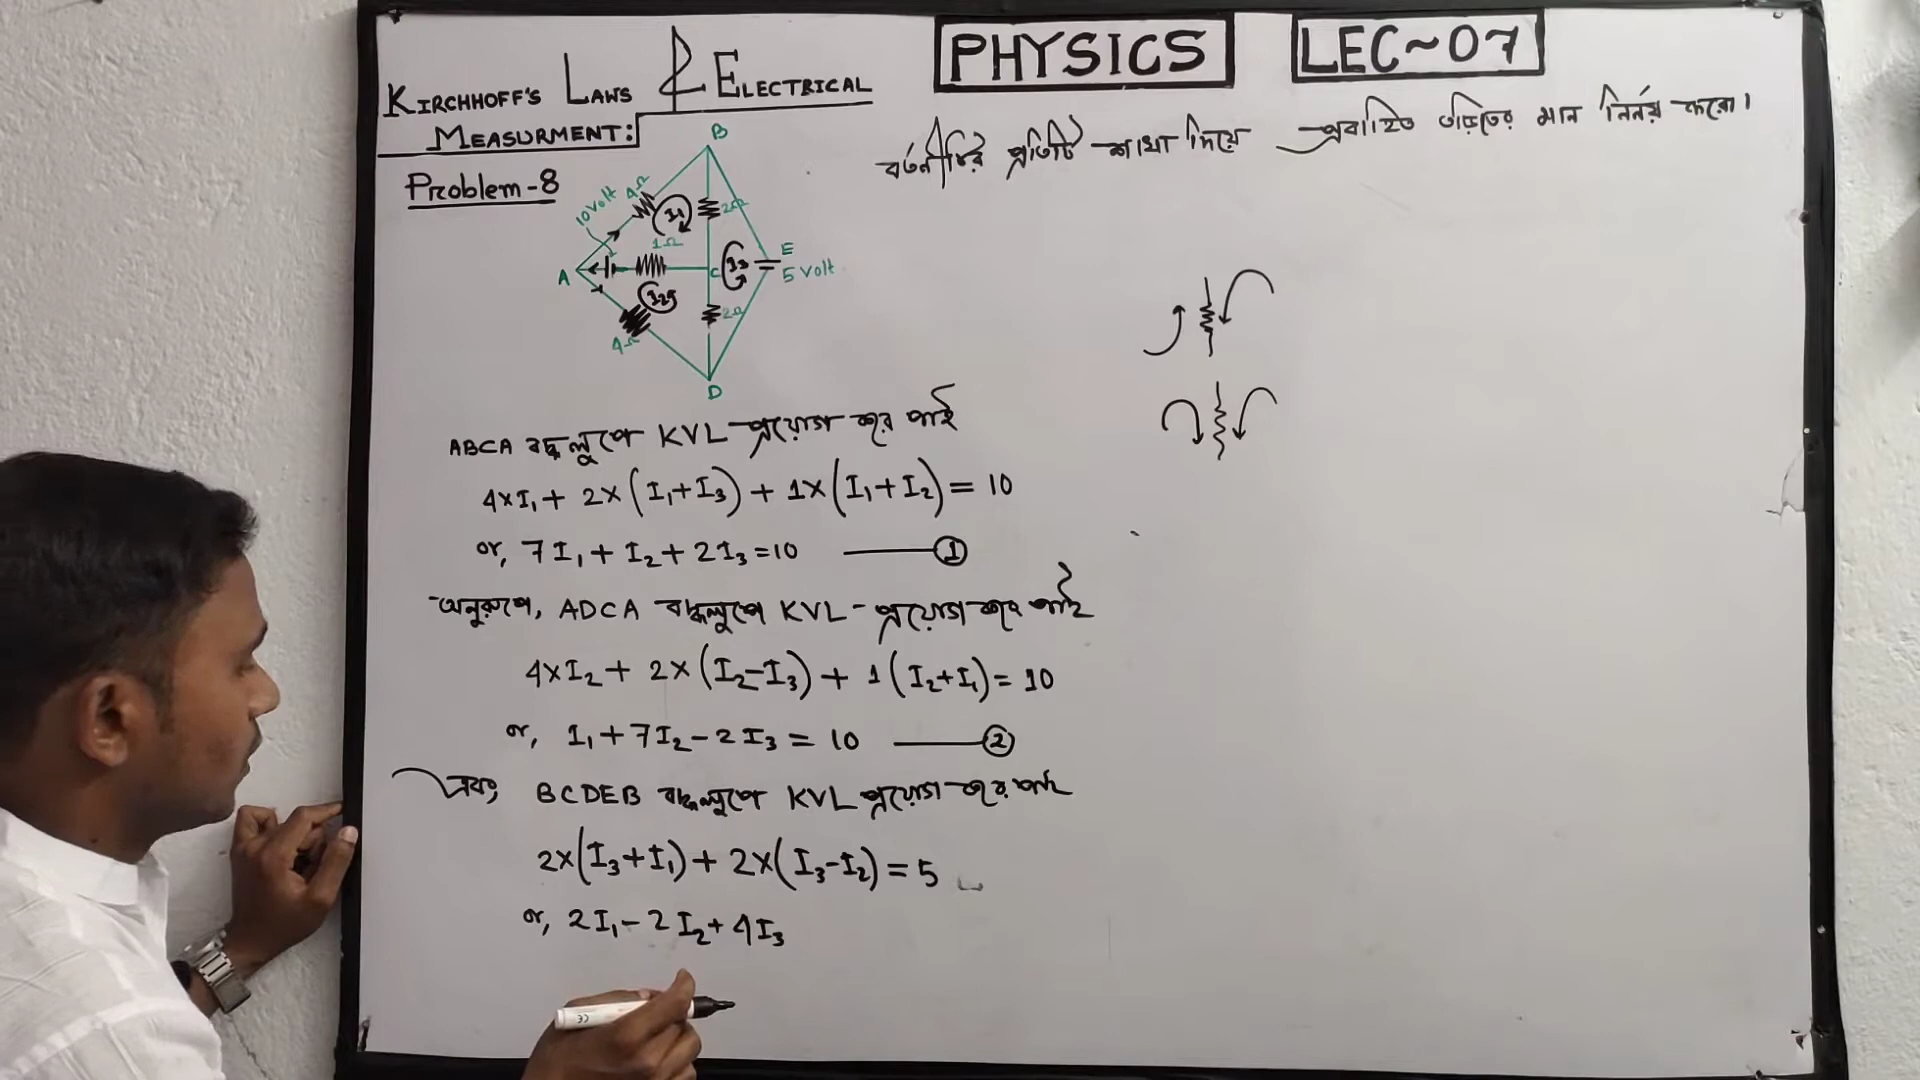 KIRCHHOFF'S LAWS & ELECTRICAL
MEASURMENT:
PHYSICS
LEC~07
Problem-8
বর্তনীটির প্রতিটি শাখা দিয়ে প্রবাহিত তড়িতের মান নির্নয় করো।
B
10 Volt
4Ω
I₁
2Ω
1Ω
A
C
I₃
E
5 Volt
I₂
4Ω
2Ω
D
ABCA বদ্ধলুপে KVL প্রয়োগ করে পাই
4×I₁ + 2×(I₁+I₃) + 1×(I₁+I₂) = 10
or, 7I₁ + I₂ + 2I₃ = 10 —— ①
অনুরুপে, ADCA বদ্ধলুপে KVL-প্রয়োগ করে পাই
4×I₂ + 2×(I₂-I₃) + 1(I₂+I₁) = 10
or, I₁ + 7I₂ - 2I₃ = 10 —— ②
এবং BCDEB বদ্ধলুপে KVL প্রয়োগ করে পাই
2×(I₃+I₁) + 2×(I₃-I₂) = 5
or, 2I₁ - 2I₂ + 4I₃